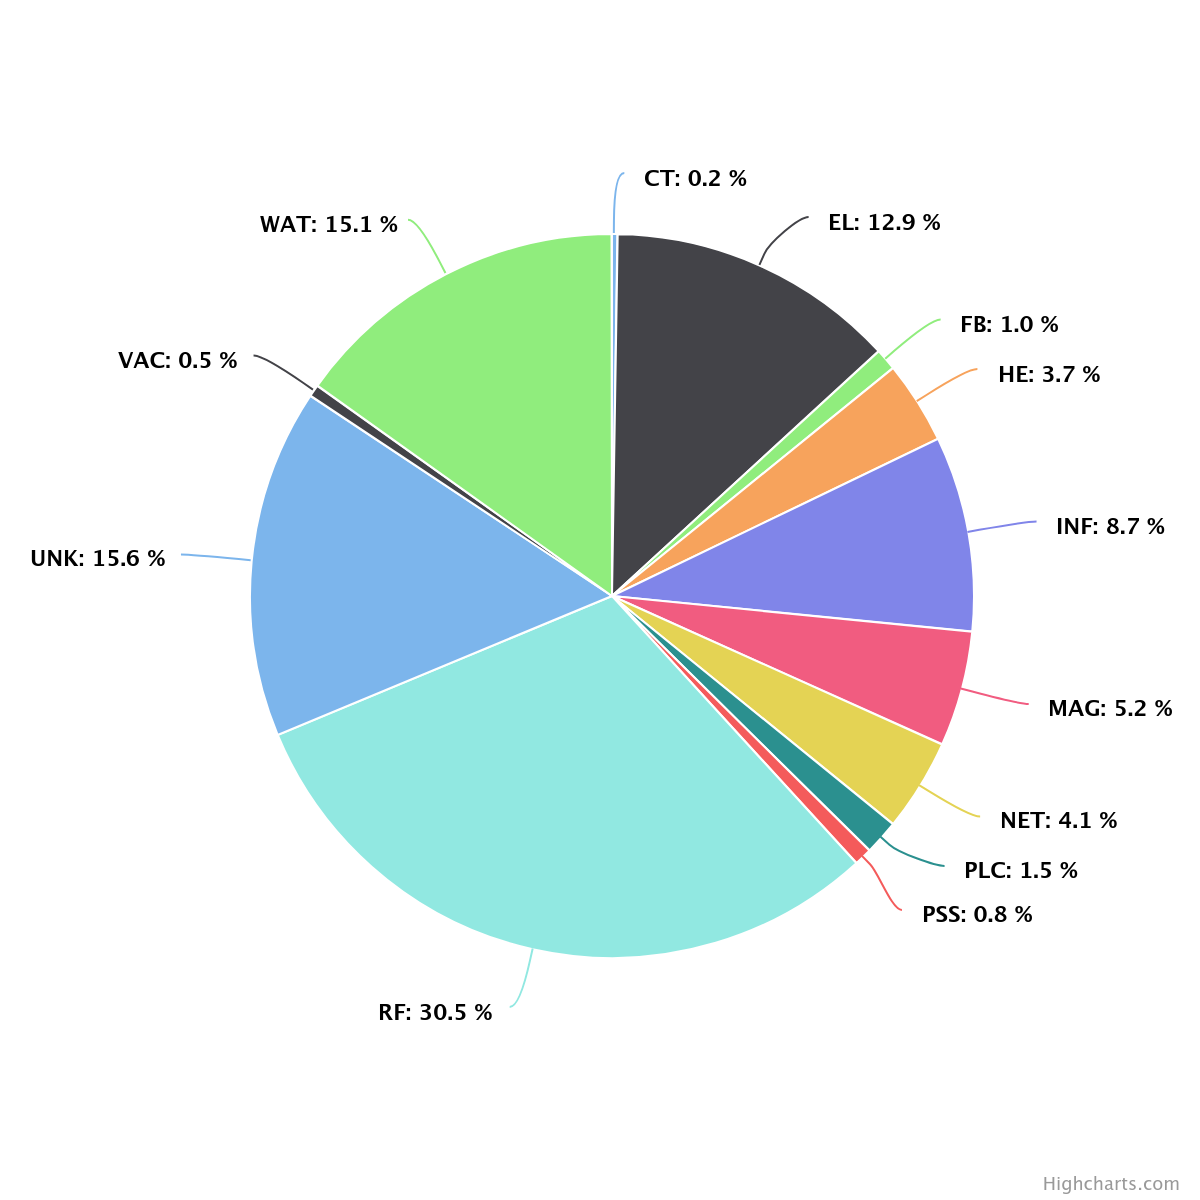 CT: 0.2 %
EL: 12.9 %
WAT: 15.1 %
FB: 1.0 %
VAC: 0.5 %
HE: 3.7 %
INF: 8.7 %
UNK: 15.6 %
MAG: 5.2 %
NET: 4.1 %
PLC: 1.5 %
PSS: 0.8 %
RF: 30.5 %
Highcharts.com